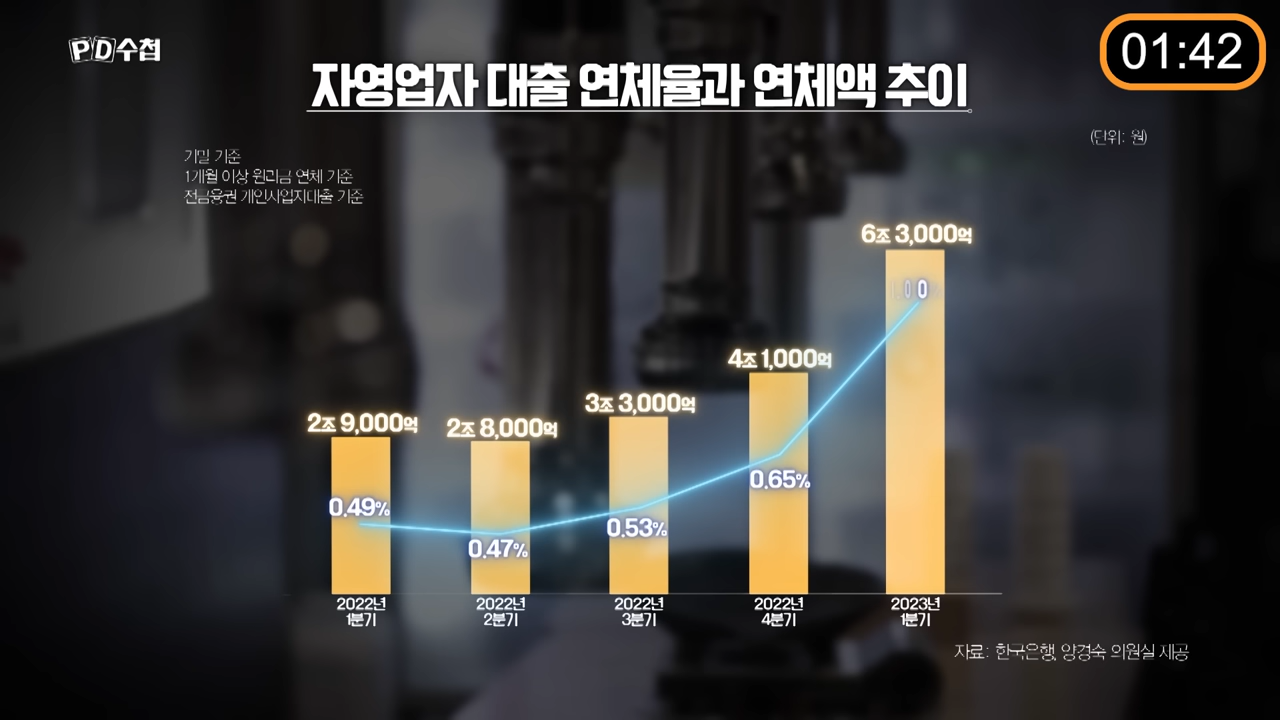 PD수첩
01:42
자영업자 대출 연체율과 연체액 추이
(단위: 원)
기말 기준
1개월 이상 원리금 연체 기준
전금융권 개인사업자대출 기준
2조 9,000억
2조 8,000억
3조 3,000억
4조 1,000억
6조 3,000억
0.49%
0.47%
0.53%
0.65%
2022년
1분기
2022년
2분기
2022년
3분기
2022년
4분기
2023년
1분기
자료: 한국은행, 양경숙 의원실 제공